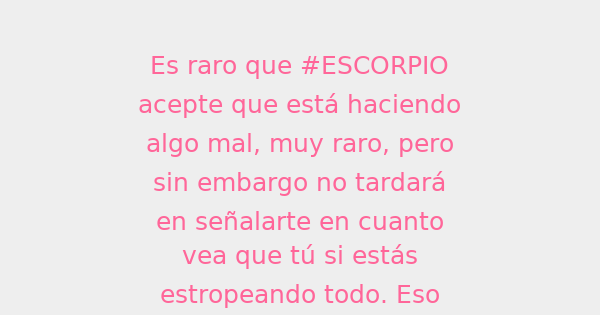 Es raro que #ESCORPIO
acepte que está haciendo
algo mal, muy raro, pero
sin embargo no tardará
en señalarte en cuanto
vea que tú si estás
estropeando todo. Eso